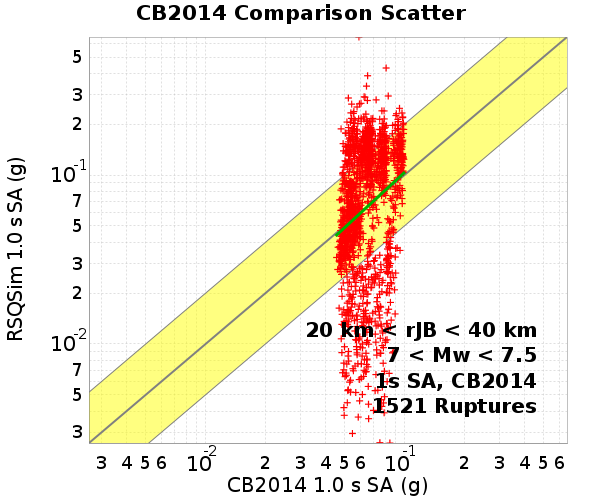 CB2014 Comparison Scatter
RSQSim 1.0 s SA (g)
5
3
2
10-1
7
5
3
2
10-2
7
5
3
20 km < rJB < 40 km
7 < Mw < 7.5
1s SA, CB2014
1521 Ruptures
3 4 5 6 10-2 2 3 4 5 6 10-1 2 3 4 5 6
CB2014 1.0 s SA (g)